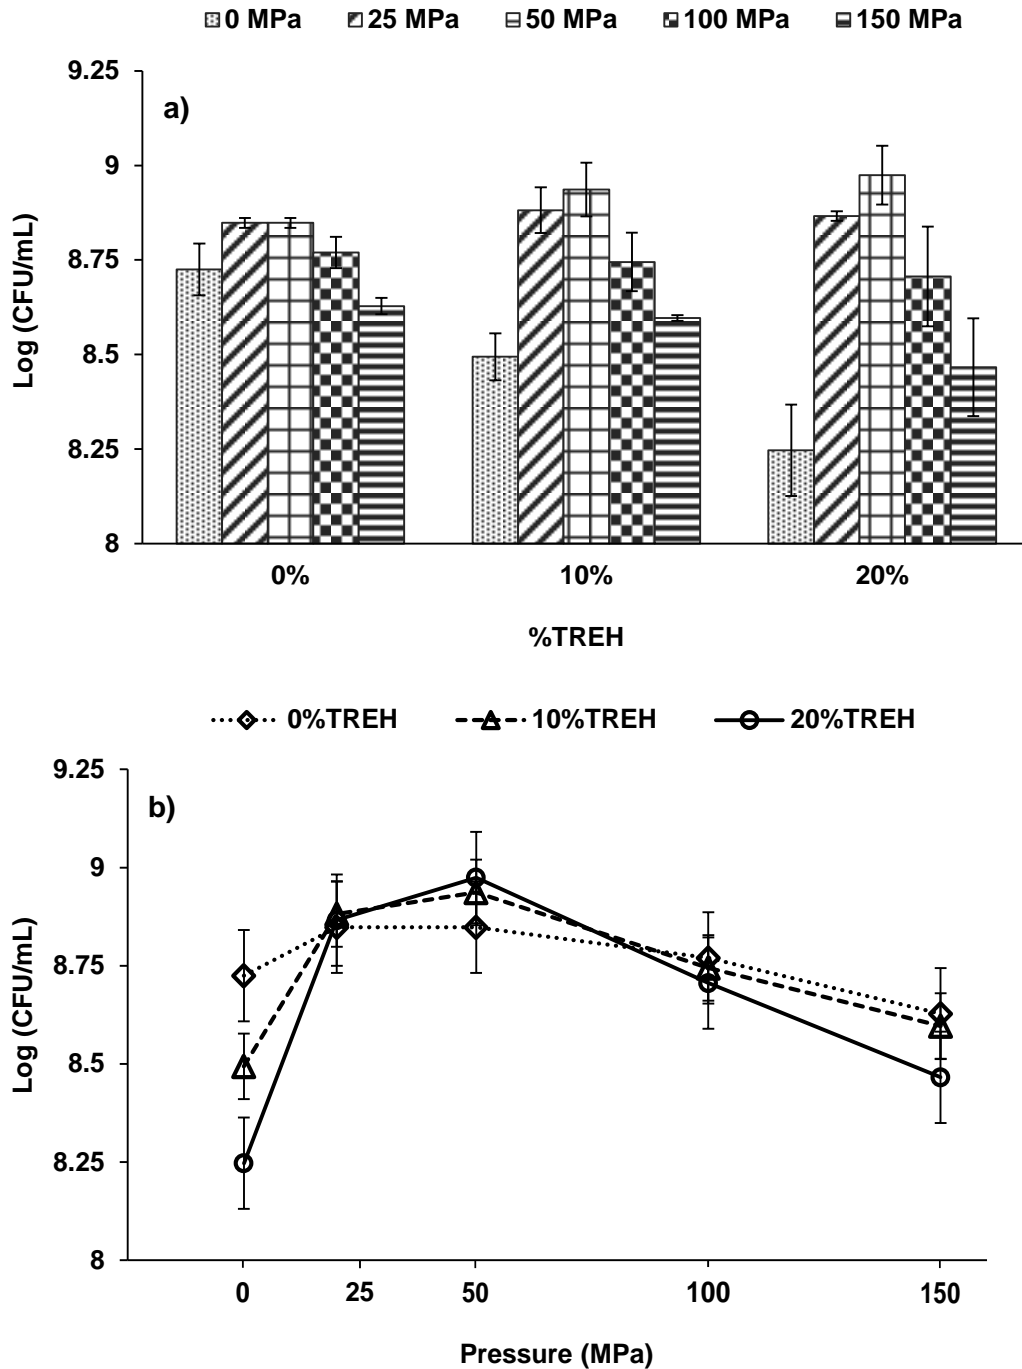 0 MPa 25 MPa 50 MPa 100 MPa 150 MPa
9.25
a)
9
8.75
8.5
8.25
8
Log (CFU/mL)
0% 10% 20%
%TREH
0%TREH 10%TREH 20%TREH
9.25
b)
9
8.75
8.5
8.25
8
Log (CFU/mL)
0 25 50 100 150
Pressure (MPa)